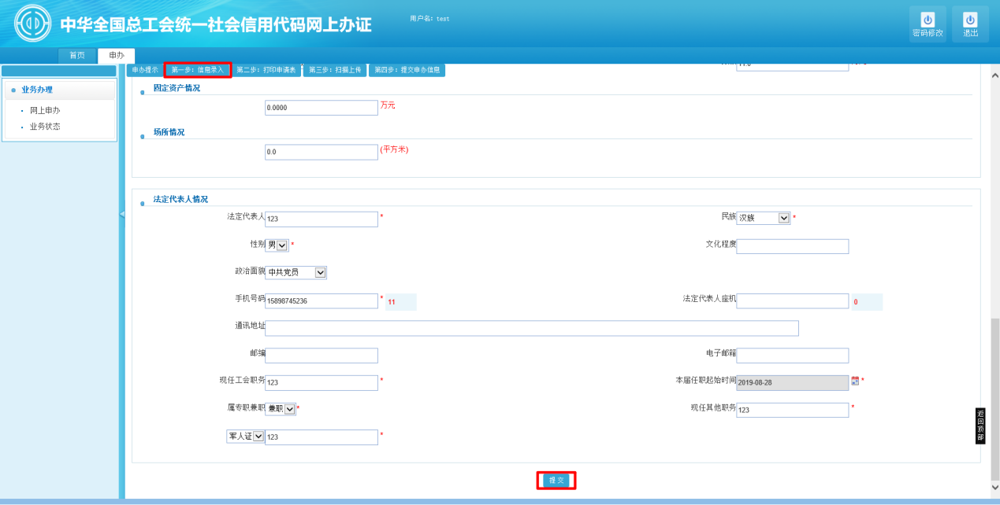 中华全国总工会统一社会信用代码网上办证
用户名: test
密码修改
退出
首页
申办
申办提示
第一步: 信息录入
第二步: 打印申请表
第三步: 扫描上传
第四步: 提交申办信息
业务办理
网上申办
业务状态
固定资产情况
0.0000 万元
场所情况
0.0 (平方米)
法定代表人情况
法定代表人 123 *
民族 汉族 *
性别 男 *
文化程度
政治面貌 中共党员
手机号码 15898745236 * 11
法定代表人座机 0
通讯地址
邮编
电子邮箱
现任工会职务 123 *
本届任职起始时间 2019-08-28 *
属专职兼职 兼职 *
现任其他职务 123 *
军人证 123 *
返回顶部
提交